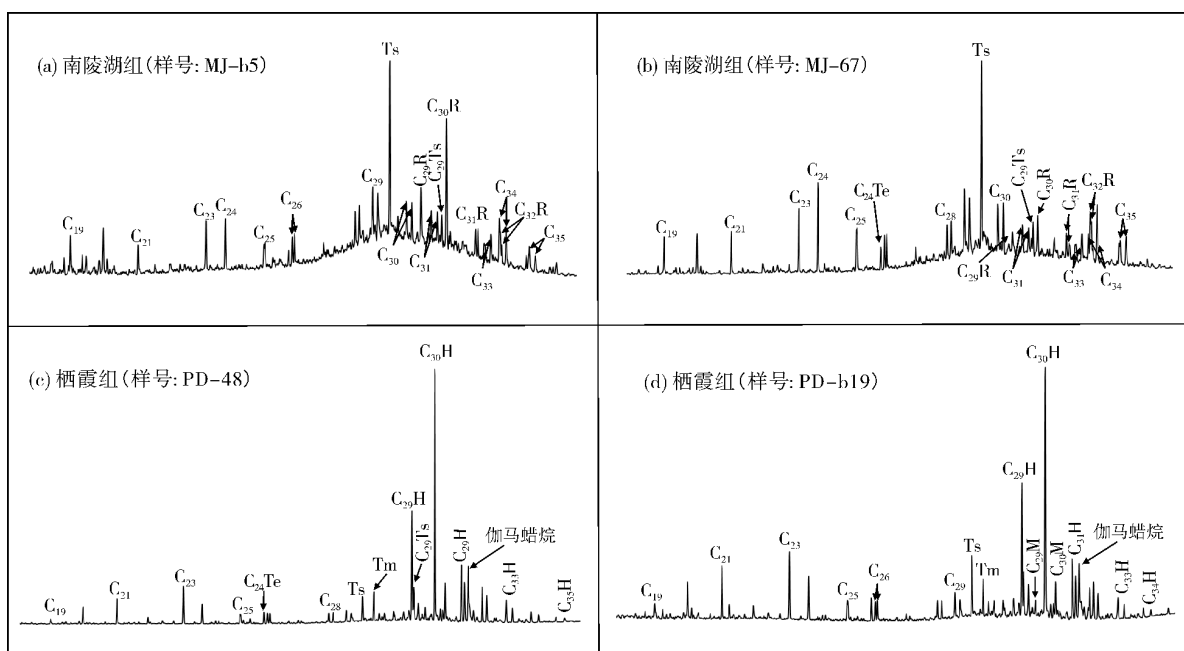 (a) 南陵湖组(样号: MJ-b5)
Ts
C₃₀R
C₂₉R
C₂₉Ts
C₂₉
C₂₆
C₂₃
C₂₄
C₁₉
C₂₁
C₂₅
C₃₀
C₃₁
C₃₁R
C₃₃
C₃₄
C₃₂R
C₃₅
(b) 南陵湖组(样号: MJ-67)
Ts
C₂₉Ts
C₃₀R
C₃₁R
C₃₂R
C₂₄
C₂₃
C₂₄Te
C₂₈
C₃₀
C₃₅
C₁₉
C₂₁
C₂₅
C₂₉R
C₃₁
C₃₃
C₃₄
(c) 栖霞组(样号: PD-48)
C₃₀H
C₂₉H
C₂₉Ts
C₂₉H
伽马蜡烷
Tm
Ts
C₂₃
C₂₄Te
C₂₁
C₁₉
C₂₅
C₂₈
C₃₃H
C₃₅H
(d) 栖霞组(样号: PD-b19)
C₃₀H
C₂₉H
C₂₉M
C₃₀M
C₃₁H
伽马蜡烷
Ts
Tm
C₂₁
C₂₃
C₂₆
C₂₉
C₁₉
C₂₅
C₃₃H
C₃₄H